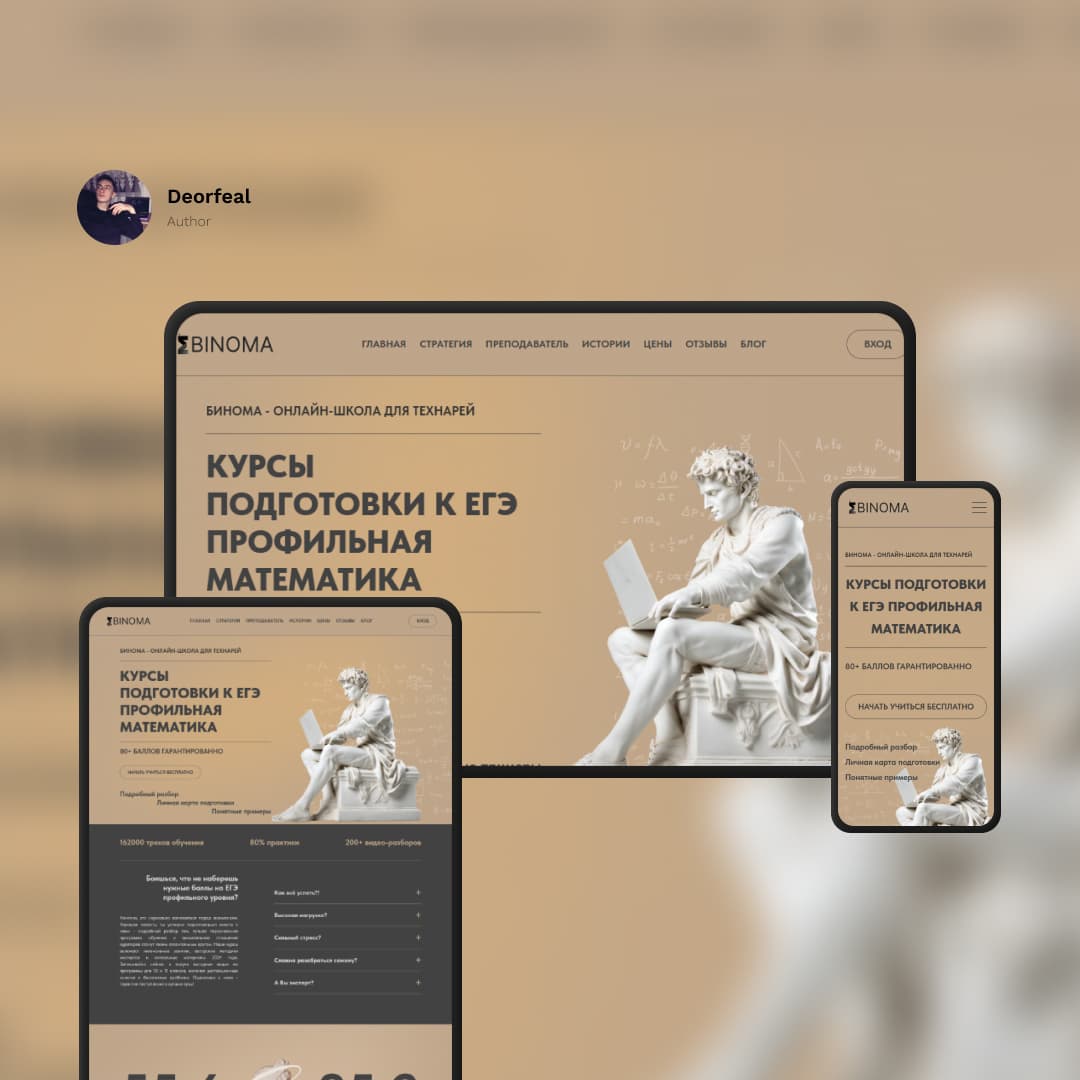 Deorfeal
Author
BINOMA
ГЛАВНАЯ СТРАТЕГИЯ ПРЕПОДАВАТЕЛЬ ИСТОРИИ ЦЕНЫ ОТЗЫВЫ БЛОГ
ВХОД
БИНОМА - ОНЛАЙН-ШКОЛА ДЛЯ ТЕХНАРЕЙ
КУРСЫ
ПОДГОТОВКИ К ЕГЭ
ПРОФИЛЬНАЯ
МАТЕМАТИКА
BINOMA
БИНОМА - ОНЛАЙН-ШКОЛА ДЛЯ ТЕХНАРЕЙ
КУРСЫ ПОДГОТОВКИ
К ЕГЭ ПРОФИЛЬНАЯ
МАТЕМАТИКА
80+ БАЛЛОВ ГАРАНТИРОВАННО
НАЧАТЬ УЧИТЬСЯ БЕСПЛАТНО
Подробный разбор
Личная карта подготовки
Понятные примеры
BINOMA
ГЛАВНАЯ СТРАТЕГИЯ ПРЕПОДАВАТЕЛЬ ИСТОРИИ ЦЕНЫ ОТЗЫВЫ БЛОГ
ВХОД
БИНОМА - ОНЛАЙН-ШКОЛА ДЛЯ ТЕХНАРЕЙ
КУРСЫ
ПОДГОТОВКИ К ЕГЭ
ПРОФИЛЬНАЯ
МАТЕМАТИКА
80+ БАЛЛОВ ГАРАНТИРОВАННО
НАЧАТЬ УЧИТЬСЯ БЕСПЛАТНО
Подробный разбор
Личная карта подготовки
Понятные примеры
162000 треков обучения
80% практики
200+ видео-разборов
Боишься, что не наберешь
нужные баллы на ЕГЭ
профильного уровня?
Как всё успеть?!
Высокая нагрузка?
Сильный стресс?
Сложно разобраться самому?
А Вы эксперт?